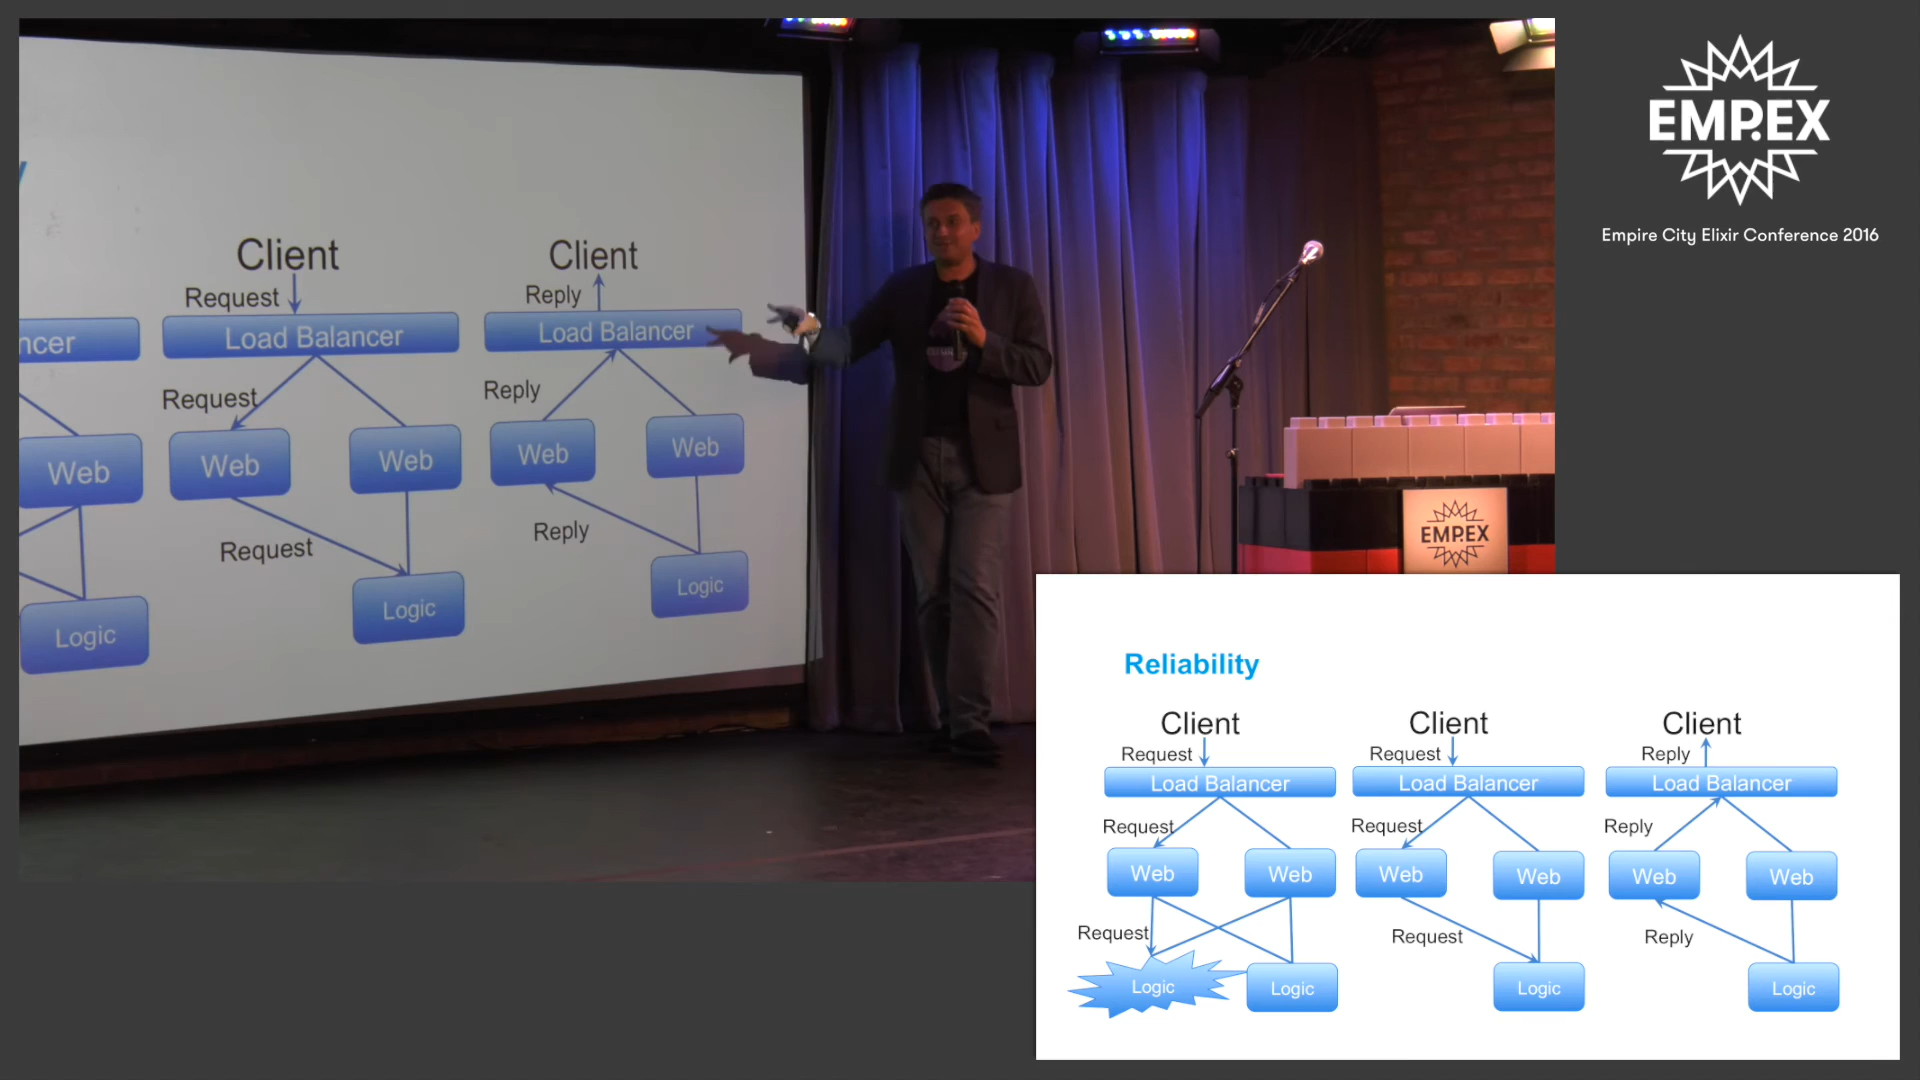 Client Client
Request Reply
ncer Load Balancer Load Balancer
Request Reply
Web Web Web Web Web
Request Reply
Logic Logic Logic
EMPEX
EMPEX
Empire City Elixir Conference 2016
Reliability
Client Client Client
Request Request Reply
Load Balancer Load Balancer Load Balancer
Request Request Reply
Web Web Web Web Web Web
Request Request Reply
Logic Logic Logic Logic